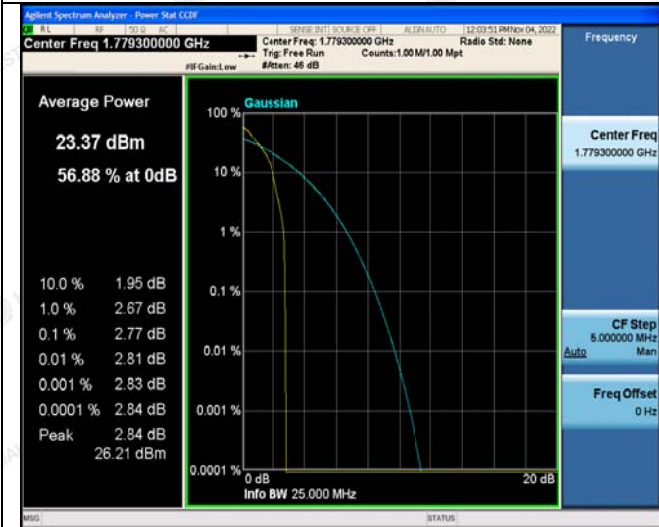 Agilent Spectrum Analyzer - Power Stat CCDF
RL RF 50 Ω AC SENSE:INT SOURCE OFF ALIGNAUTO 12:03:51 PM Nov 04, 2022
Center Freq 1.779300000 GHz
Center Freq: 1.779300000 GHz Radio Std: None
Trig: Free Run Counts:1.00 M/1.00 Mpt
#IFGain:Low #Atten: 46 dB
Frequency
Average Power
23.37 dBm
56.88 % at 0dB
10.0 % 1.95 dB
1.0 % 2.67 dB
0.1 % 2.77 dB
0.01 % 2.81 dB
0.001 % 2.83 dB
0.0001 % 2.84 dB
Peak 2.84 dB
26.21 dBm
Gaussian
100 %
10 %
1 %
0.1 %
0.01 %
0.001 %
0.0001 %
0 dB 20 dB
Info BW 25.000 MHz
Center Freq
1.779300000 GHz
CF Step
5.000000 MHz
Auto Man
Freq Offset
0 Hz
MSG STATUS